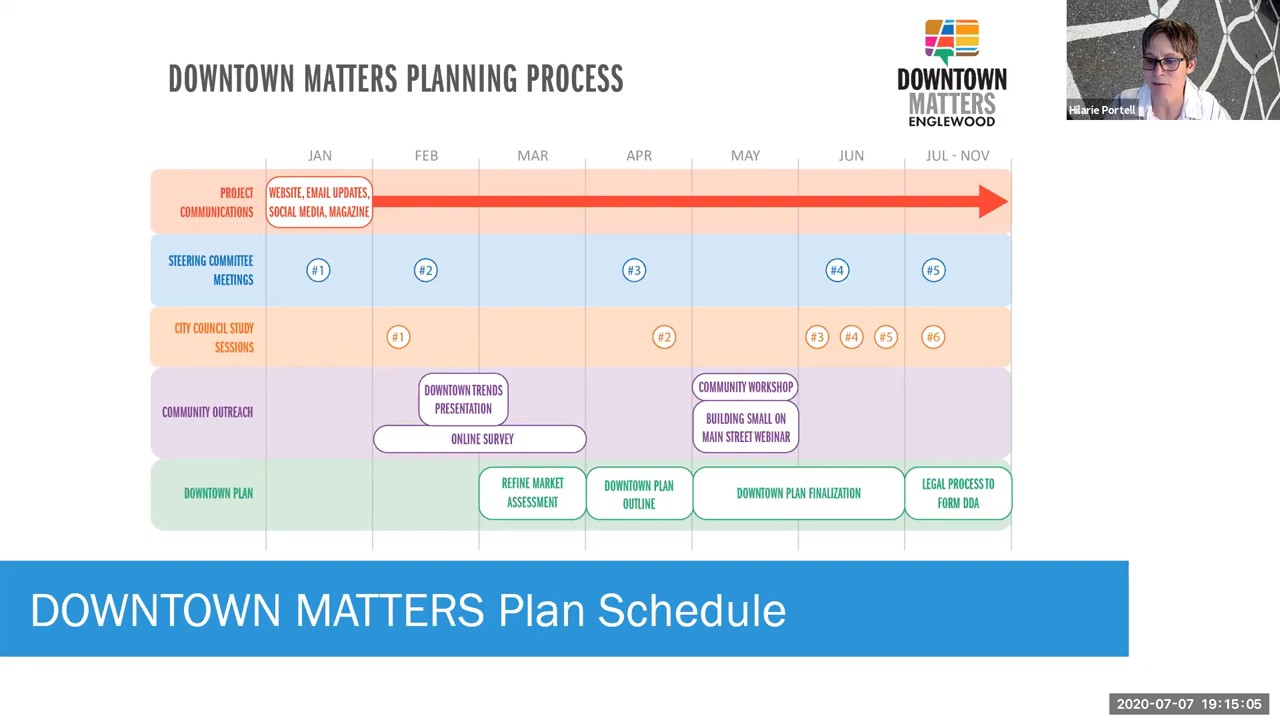 DOWNTOWN MATTERS PLANNING PROCESS
DOWNTOWN
MATTERS
ENGLEWOOD
Hilarie Portell
JAN FEB MAR APR MAY JUN JUL - NOV
PROJECT
COMMUNICATIONS
WEBSITE, EMAIL UPDATES,
SOCIAL MEDIA, MAGAZINE
STEERING COMMITTEE
MEETINGS
#1 #2 #3 #4 #5
CITY COUNCIL STUDY
SESSIONS
#1 #2 #3 #4 #5 #6
COMMUNITY OUTREACH
DOWNTOWN TRENDS
PRESENTATION
ONLINE SURVEY
COMMUNITY WORKSHOP
BUILDING SMALL ON
MAIN STREET WEBINAR
DOWNTOWN PLAN
REFINE MARKET
ASSESSMENT
DOWNTOWN PLAN
OUTLINE
DOWNTOWN PLAN FINALIZATION
LEGAL PROCESS TO
FORM DDA
DOWNTOWN MATTERS Plan Schedule
2020-07-07 19:15:05